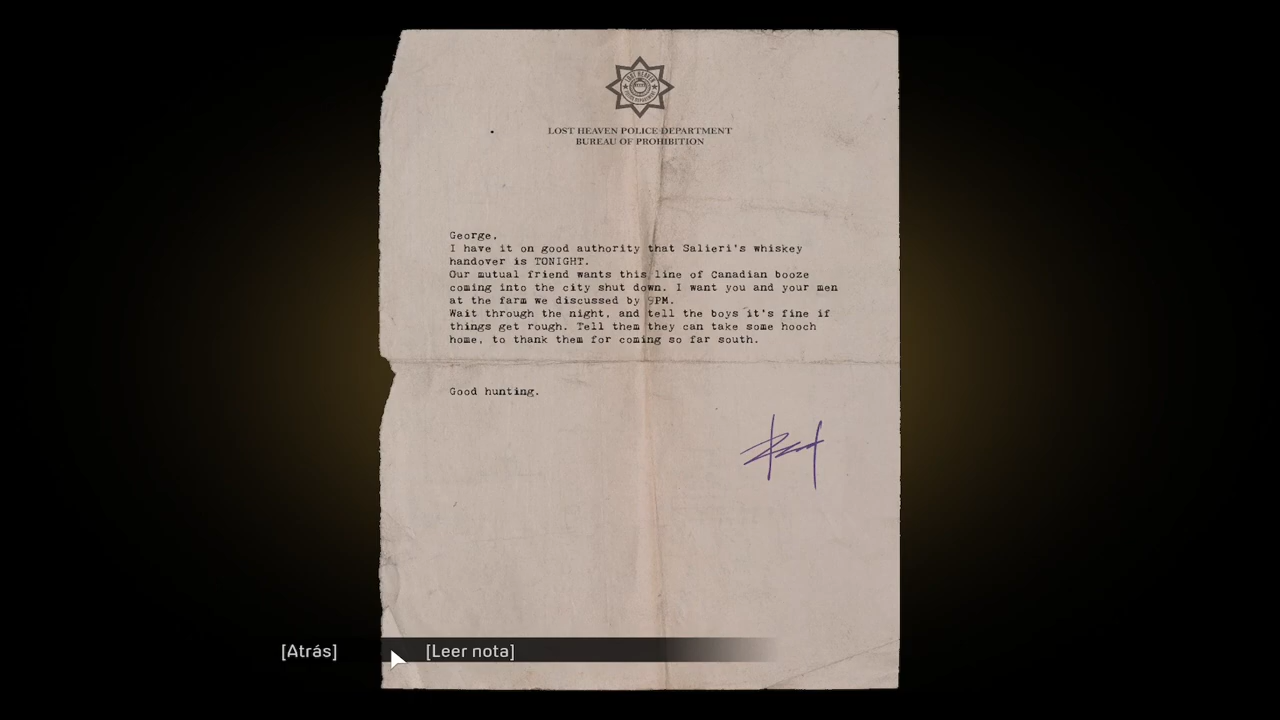 LOST HEAVEN
POLICE DEPARTMENT
LOST HEAVEN POLICE DEPARTMENT
BUREAU OF PROHIBITION
George,
I have it on good authority that Salieri's whiskey
handover is TONIGHT.
Our mutual friend wants this line of Canadian booze
coming into the city shut down. I want you and your men
at the farm we discussed by 9PM.
Wait through the night, and tell the boys it's fine if
things get rough. Tell them they can take some hooch
home, to thank them for coming so far south.
Good hunting.
[Atrás] [Leer nota]